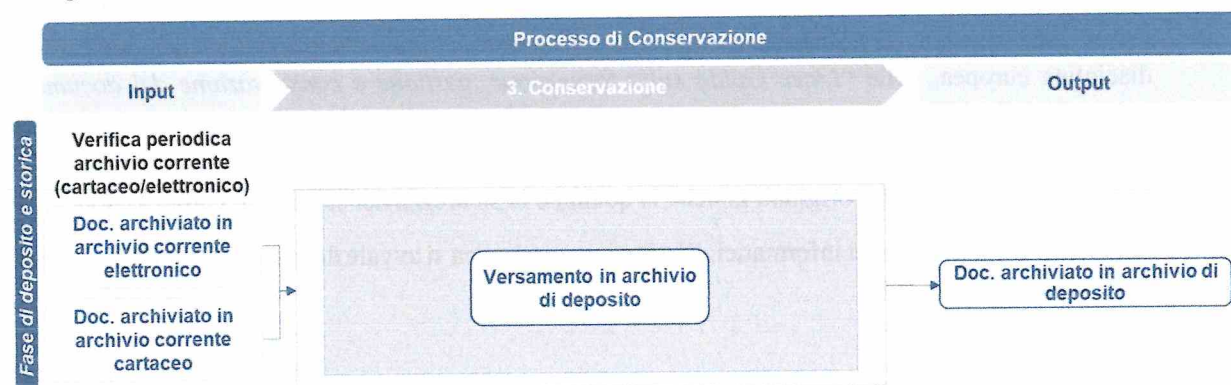 Processo di Conservazione
Input
3. Conservazione
Output
Fase di deposito e storica
Verifica periodica
archivio corrente
(cartaceo/elettronico)
Doc. archiviato in
archivio corrente
elettronico
Doc. archiviato in
archivio corrente
cartaceo
Versamento in archivio
di deposito
Doc. archiviato in archivio di
deposito